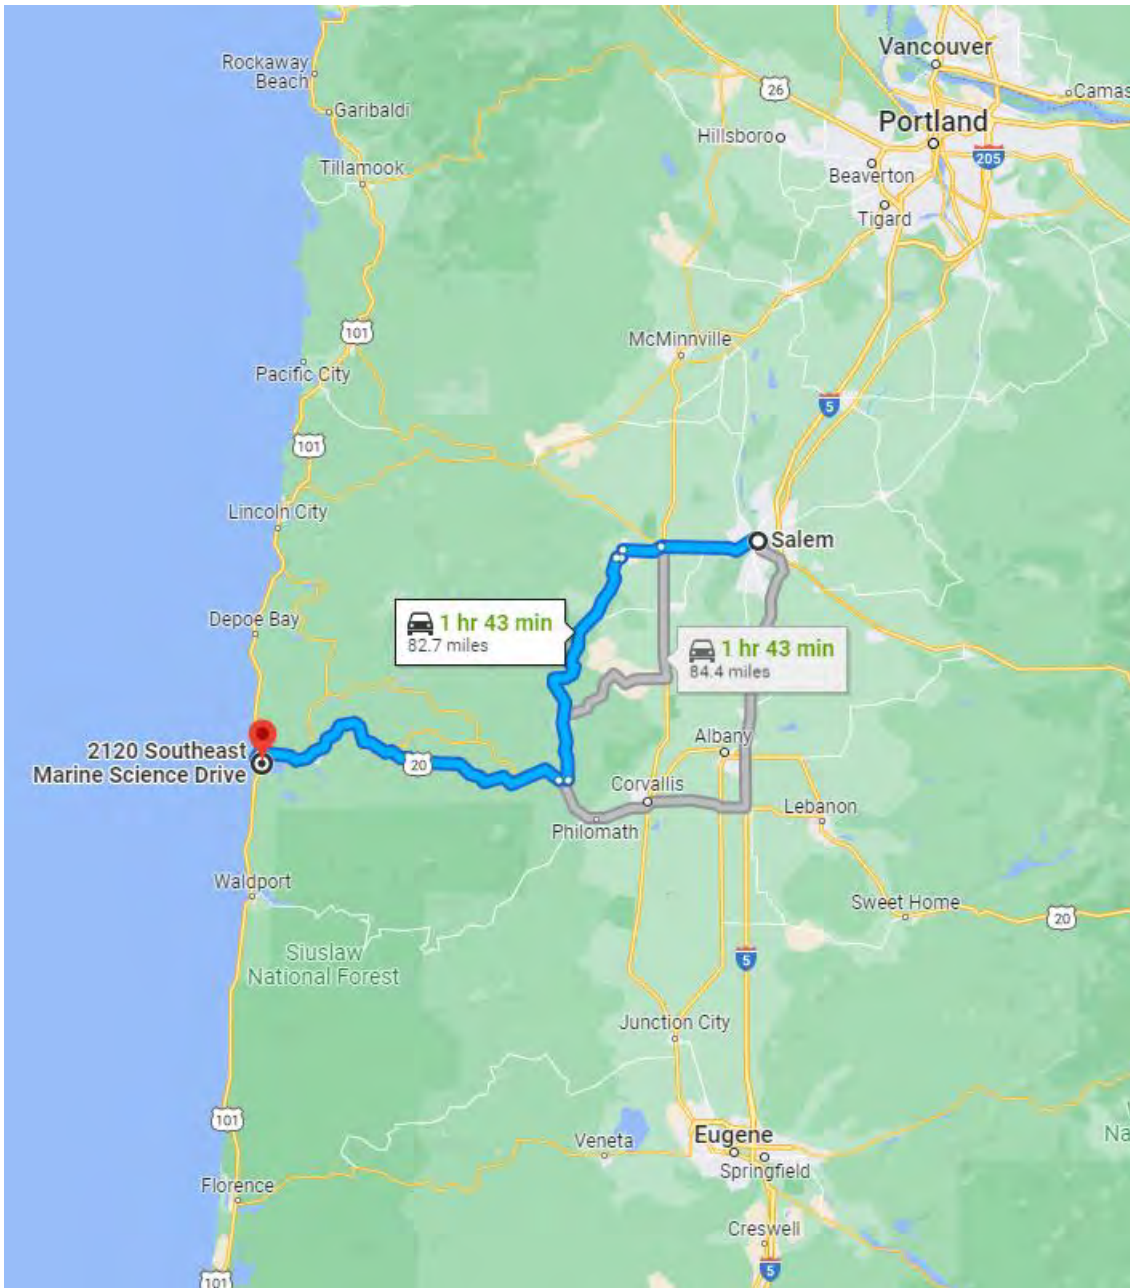 Vancouver
Rockaway
Beach
26
Camas
Garibaldi
Portland
Hillsboro
205
Tillamook
Beaverton
Tigard
101
McMinnville
Pacific City
5
101
Lincoln City
Salem
Depoe Bay
1 hr 43 min
82.7 miles
1 hr 43 min
84.4 miles
2120 Southeast
Marine Science Drive
20
Albany
Corvallis
Lebanon
Philomath
Waldport
Sweet Home
20
Siuslaw
National Forest
5
Junction City
101
Veneta
Eugene
Springfield
Na
Florence
Creswell
5
101